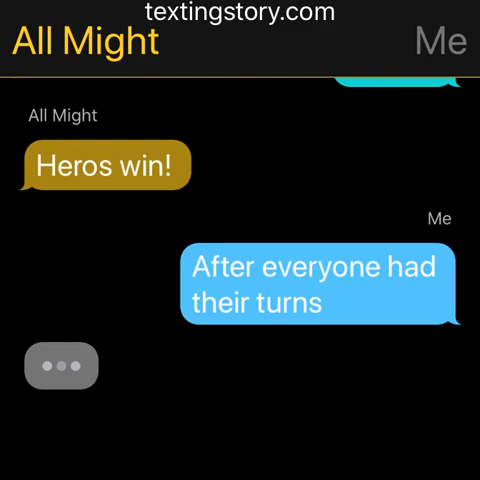 textingstory.com
All Might
Me
All Might
Heros win!
Me
After everyone had
their turns